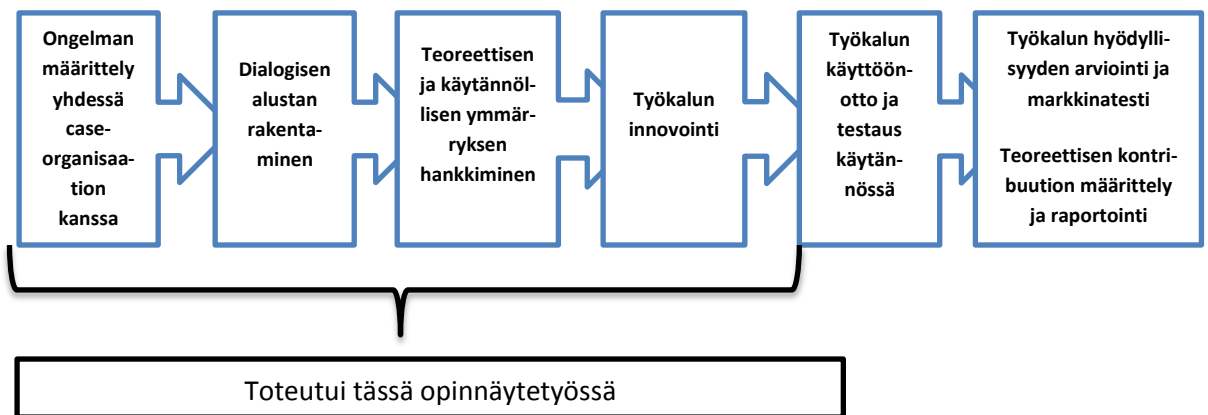 Ongelman
määrittely
yhdessä
case-
organisaa-
tion
kanssa
Dialogisen
alustan
rakenta-
minen
Teoreettisen
ja käytännöl-
lisen ymmär-
ryksen
hankkiminen
Työkalun
innovointi
Työkalun
käyttöön-
otto ja
testaus
käytän-
nössä
Työkalun hyödylli-
syyden arviointi ja
markkinatesti
Teoreettisen kontri-
buution määrittely
ja raportointi
Toteutui tässä opinnäytetyössä